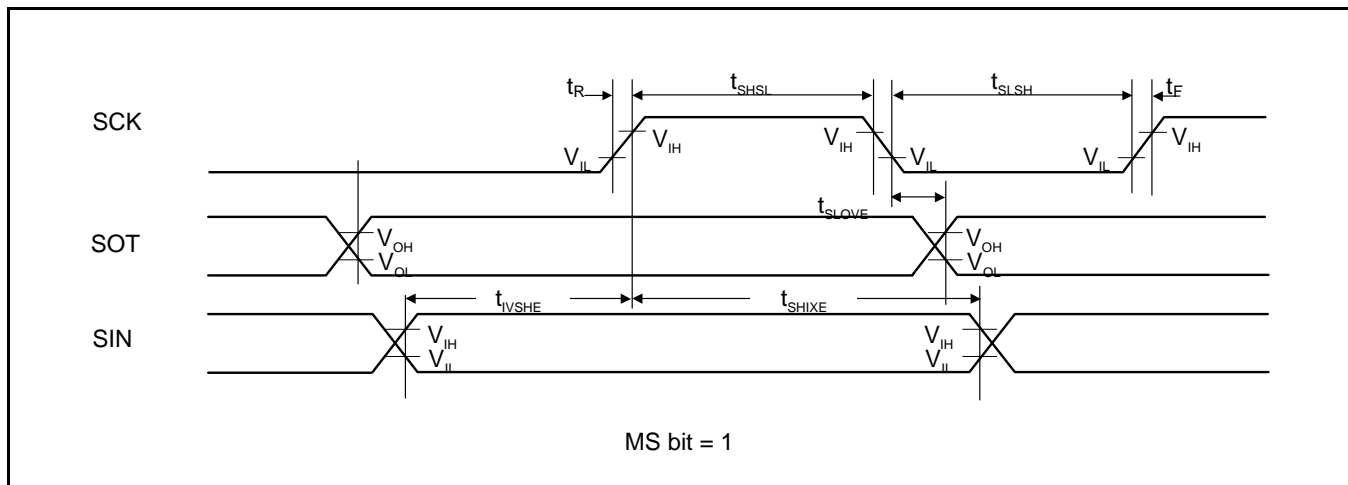 tR tSHSL tSLSH tF
SCK
VIH VIH VIH
VIL VIL VIL
tSLOVE
SOT
VOH VOH
VOL VOL
tIVSHE tSHIXE
SIN
VIH VIH
VIL VIL
MS bit = 1